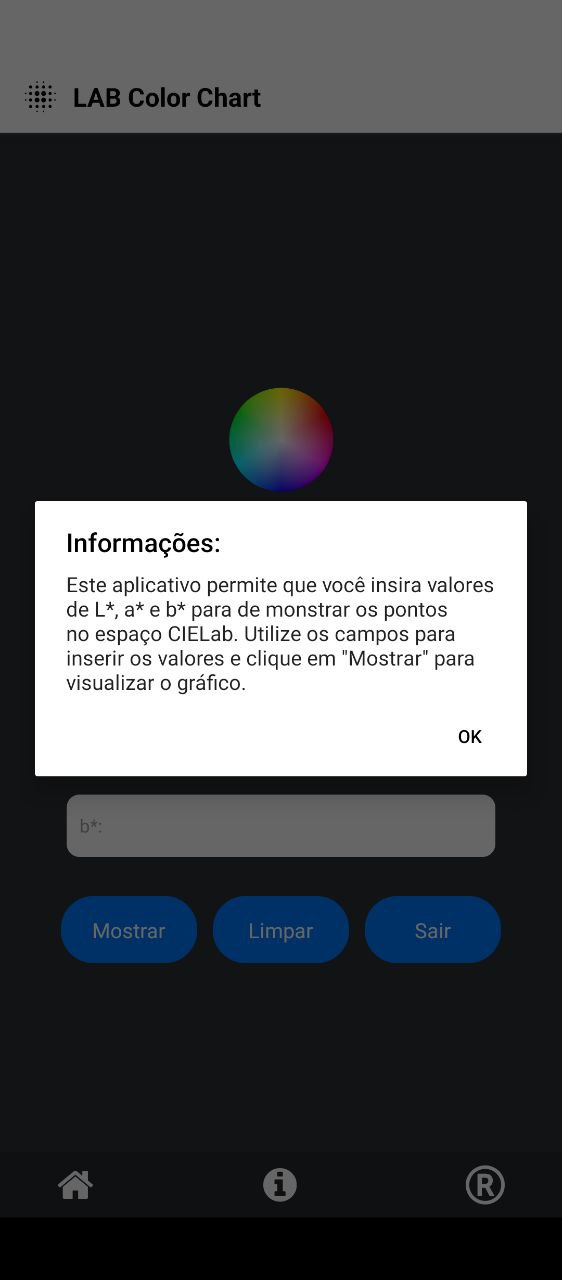 LAB Color Chart
Informações:
Este aplicativo permite que você insira valores
de L*, a* e b* para de monstrar os pontos
no espaço CIELab. Utilize os campos para
inserir os valores e clique em "Mostrar" para
visualizar o gráfico.
OK
b*:
Mostrar Limpar Sair
®